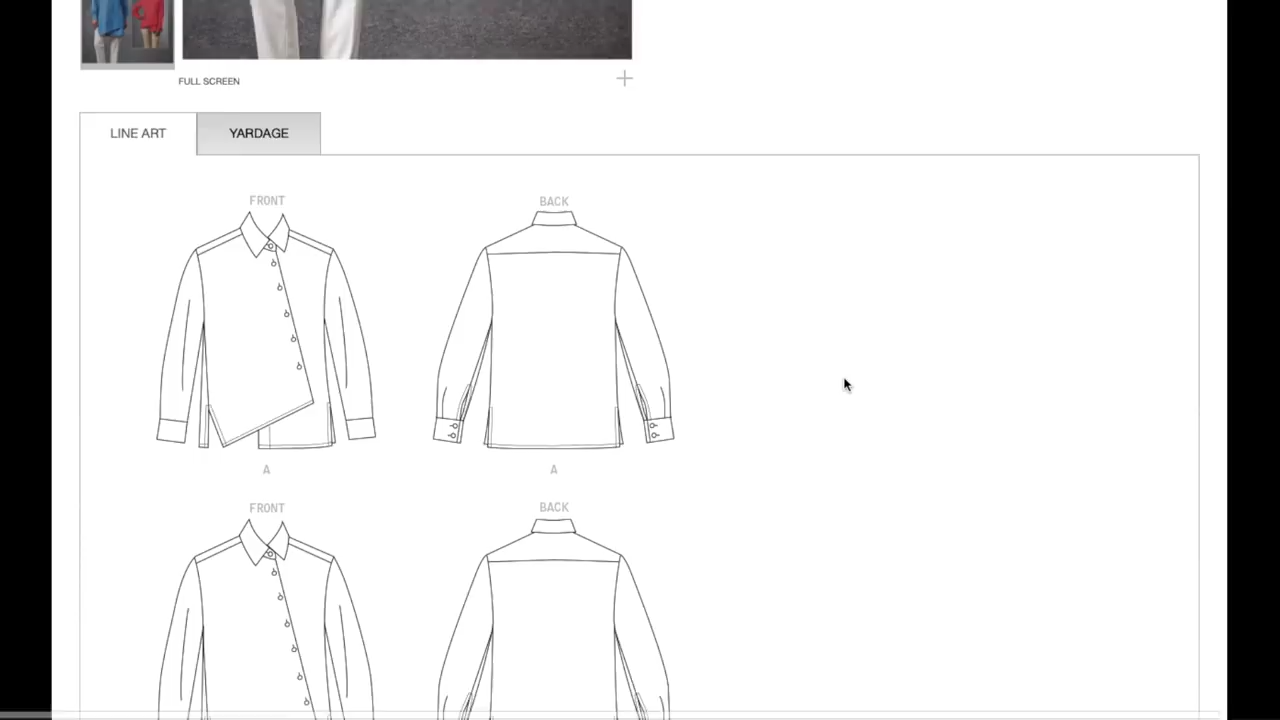 FULL SCREEN
LINE ART
YARDAGE
FRONT
BACK
A
A
FRONT
BACK